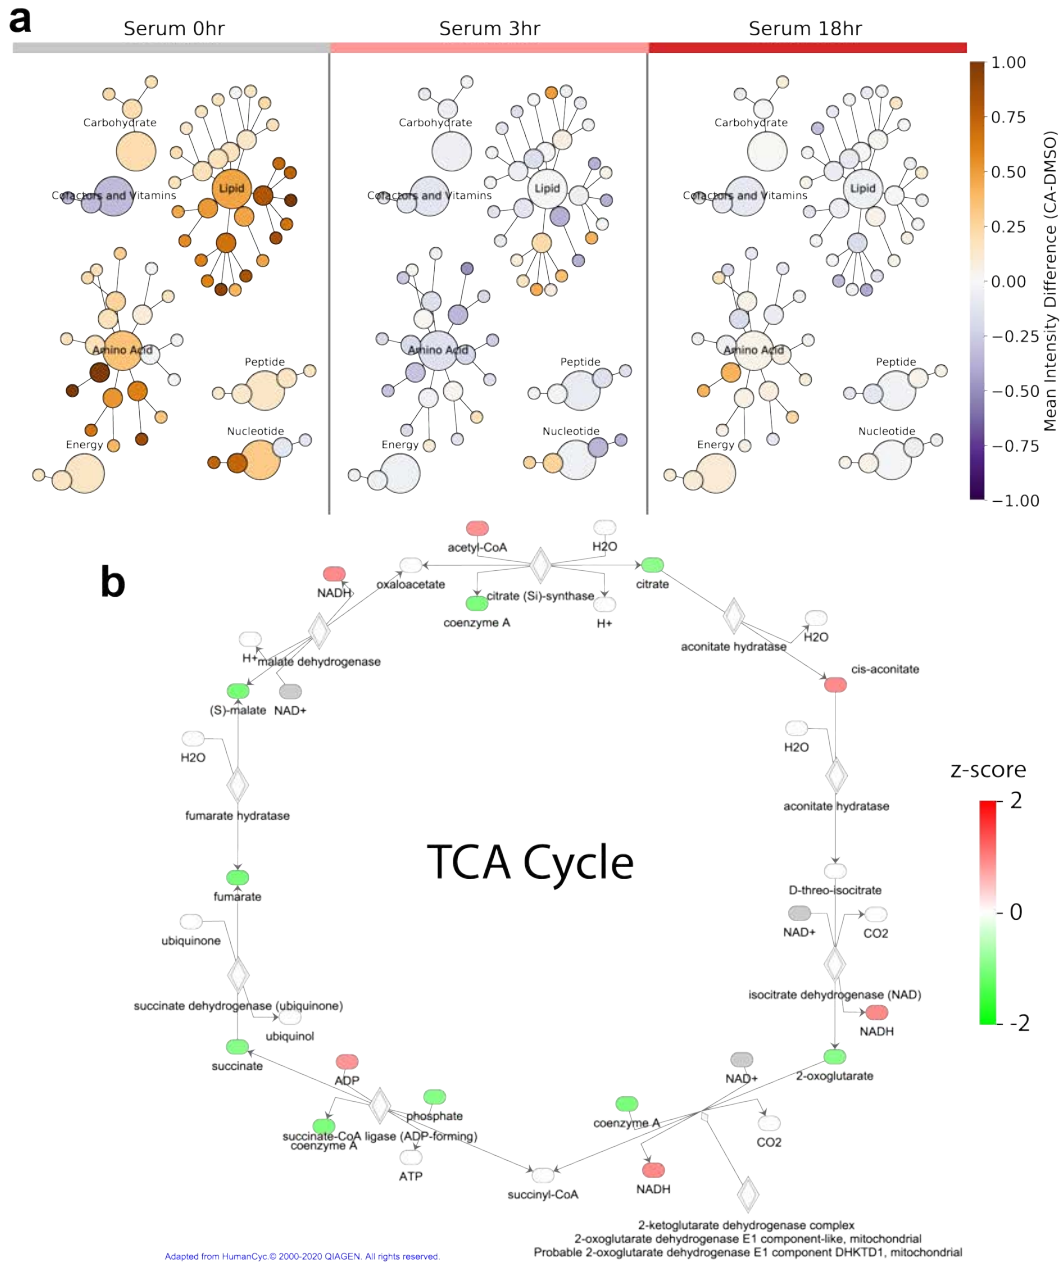 a
Serum 0hr
Serum 3hr
Serum 18hr
Carbohydrate
Cofactors and Vitamins
Lipid
Amino Acid
Peptide
Energy
Nucleotide
Carbohydrate
Cofactors and Vitamins
Lipid
Amino Acid
Peptide
Energy
Nucleotide
Carbohydrate
Cofactors and Vitamins
Lipid
Amino Acid
Peptide
Energy
Nucleotide
1.00
0.75
0.50
0.25
0.00
−0.25
−0.50
−0.75
−1.00
Mean Intensity Difference (CA-DMSO)
b
acetyl-CoA
H2O
oxaloacetate
citrate (Si)-synthase
citrate
coenzyme A
H+
NADH
H+
malate dehydrogenase
(S)-malate
NAD+
aconitate hydratase
H2O
cis-aconitate
H2O
aconitate hydratase
D-threo-isocitrate
NAD+
CO2
isocitrate dehydrogenase (NAD)
NADH
2-oxoglutarate
H2O
fumarate hydratase
fumarate
ubiquinone
succinate dehydrogenase (ubiquinone)
ubiquinol
succinate
TCA Cycle
z-score
2
0
-2
ADP
phosphate
succinate-CoA ligase (ADP-forming)
coenzyme A
ATP
succinyl-CoA
NAD+
coenzyme A
CO2
NADH
2-ketoglutarate dehydrogenase complex
2-oxoglutarate dehydrogenase E1 component-like, mitochondrial
Probable 2-oxoglutarate dehydrogenase E1 component DHKTD1, mitochondrial
Adapted from HumanCyc.© 2000-2020 QIAGEN. All rights reserved.